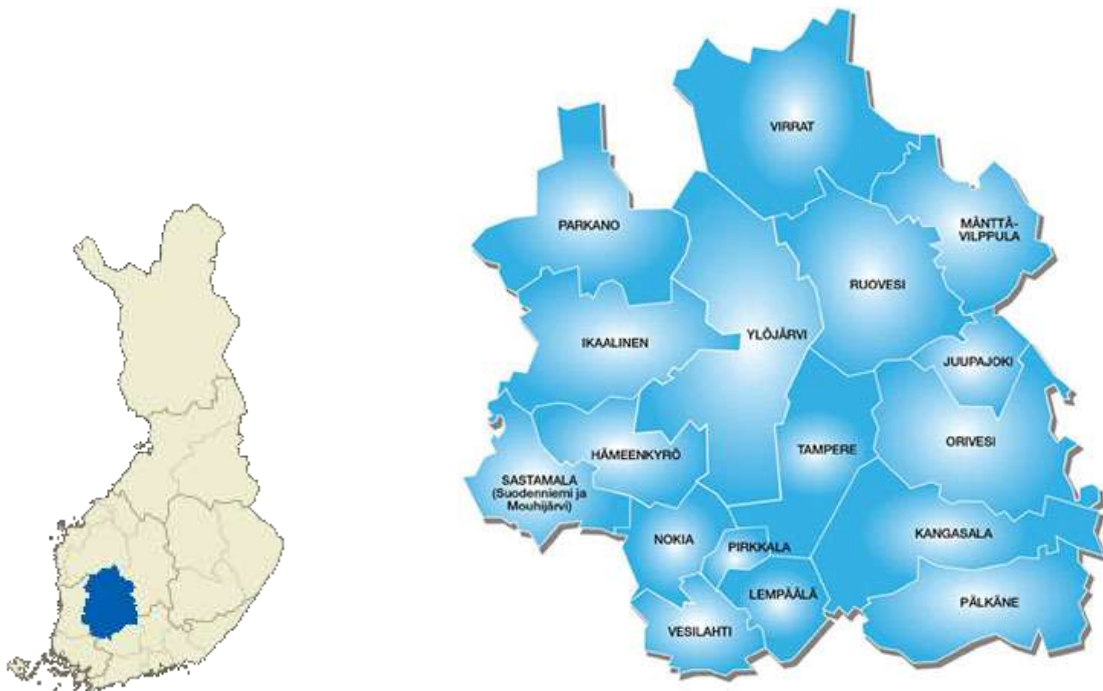 VIRRAT
PARKANO
MÄNTTÄ-
VILPPULA
RUOVESI
IKAALINEN
YLÖJÄRVI
JUUPAJOKI
HÄMEENKYRÖ
TAMPERE
ORIVESI
SASTAMALA
(Suodenniemi ja
Mouhijärvi)
NOKIA
PIRKKALA
KANGASALA
LEMPÄÄLÄ
PÄLKÄNE
VESILAHTI